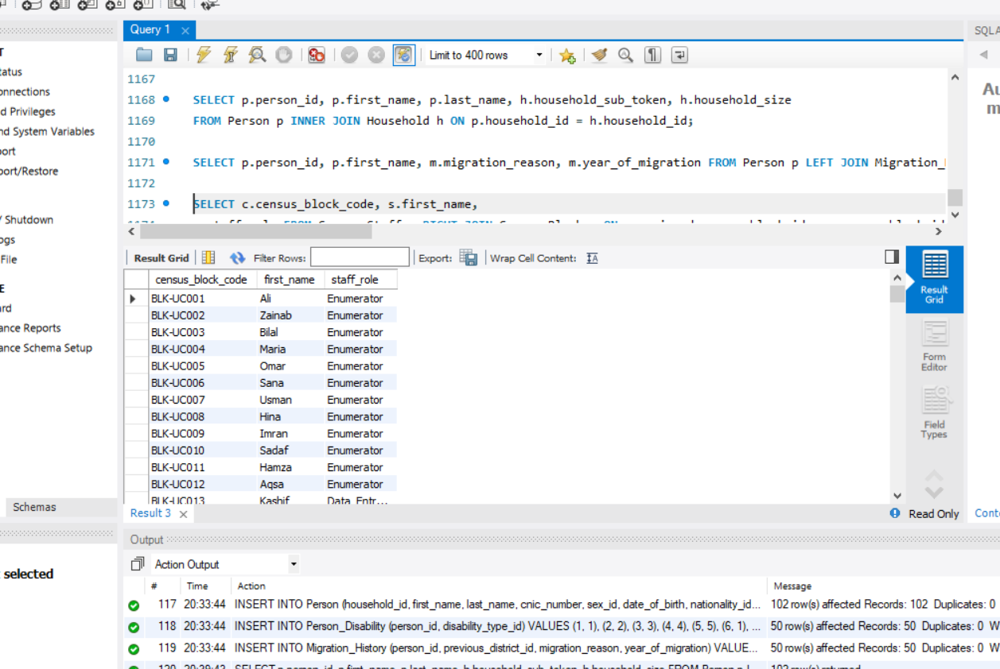 Query 1
SQLA
Limit to 400 rows
1167
1168 SELECT p.person_id, p.first_name, p.last_name, h.household_sub_token, h.household_size
1169 FROM Person p INNER JOIN Household h ON p.household_id = h.household_id;
1170
1171 SELECT p.person_id, p.first_name, m.migration_reason, m.year_of_migration FROM Person p LEFT JOIN Migration_
1172
1173 SELECT c.census_block_code, s.first_name,
T
tatus
onnections
d Privileges
nd System Variables
port
port/Restore
/ Shutdown
ogs
File
E
ard
ance Reports
ance Schema Setup
Schemas
selected
Au
m
Result Grid Filter Rows: Export: Wrap Cell Content:
census_block_code first_name staff_role
BLK-UC001 Ali Enumerator
BLK-UC002 Zainab Enumerator
BLK-UC003 Bilal Enumerator
BLK-UC004 Maria Enumerator
BLK-UC005 Omar Enumerator
BLK-UC006 Sana Enumerator
BLK-UC007 Usman Enumerator
BLK-UC008 Hina Enumerator
BLK-UC009 Imran Enumerator
BLK-UC010 Sadaf Enumerator
BLK-UC011 Hamza Enumerator
BLK-UC012 Aqsa Enumerator
BLK-UC013 Kashif Data Entr...
Result
Grid
Form
Editor
Field
Types
Result 3
Read Only
Conte
Output
Action Output
# Time Action Message
117 20:33:44 INSERT INTO Person (household_id, first_name, last_name, cnic_number, sex_id, date_of_birth, nationality_id... 102 row(s) affected Records: 102 Duplicates: 0
118 20:33:44 INSERT INTO Person_Disability (person_id, disability_type_id) VALUES (1, 1), (2, 2), (3, 3), (4, 4), (5, 5), (6, 1), ... 50 row(s) affected Records: 50 Duplicates: 0 W
119 20:33:44 INSERT INTO Migration_History (person_id, previous_district_id, migration_reason, year_of_migration) VALUE... 50 row(s) affected Records: 50 Duplicates: 0 W